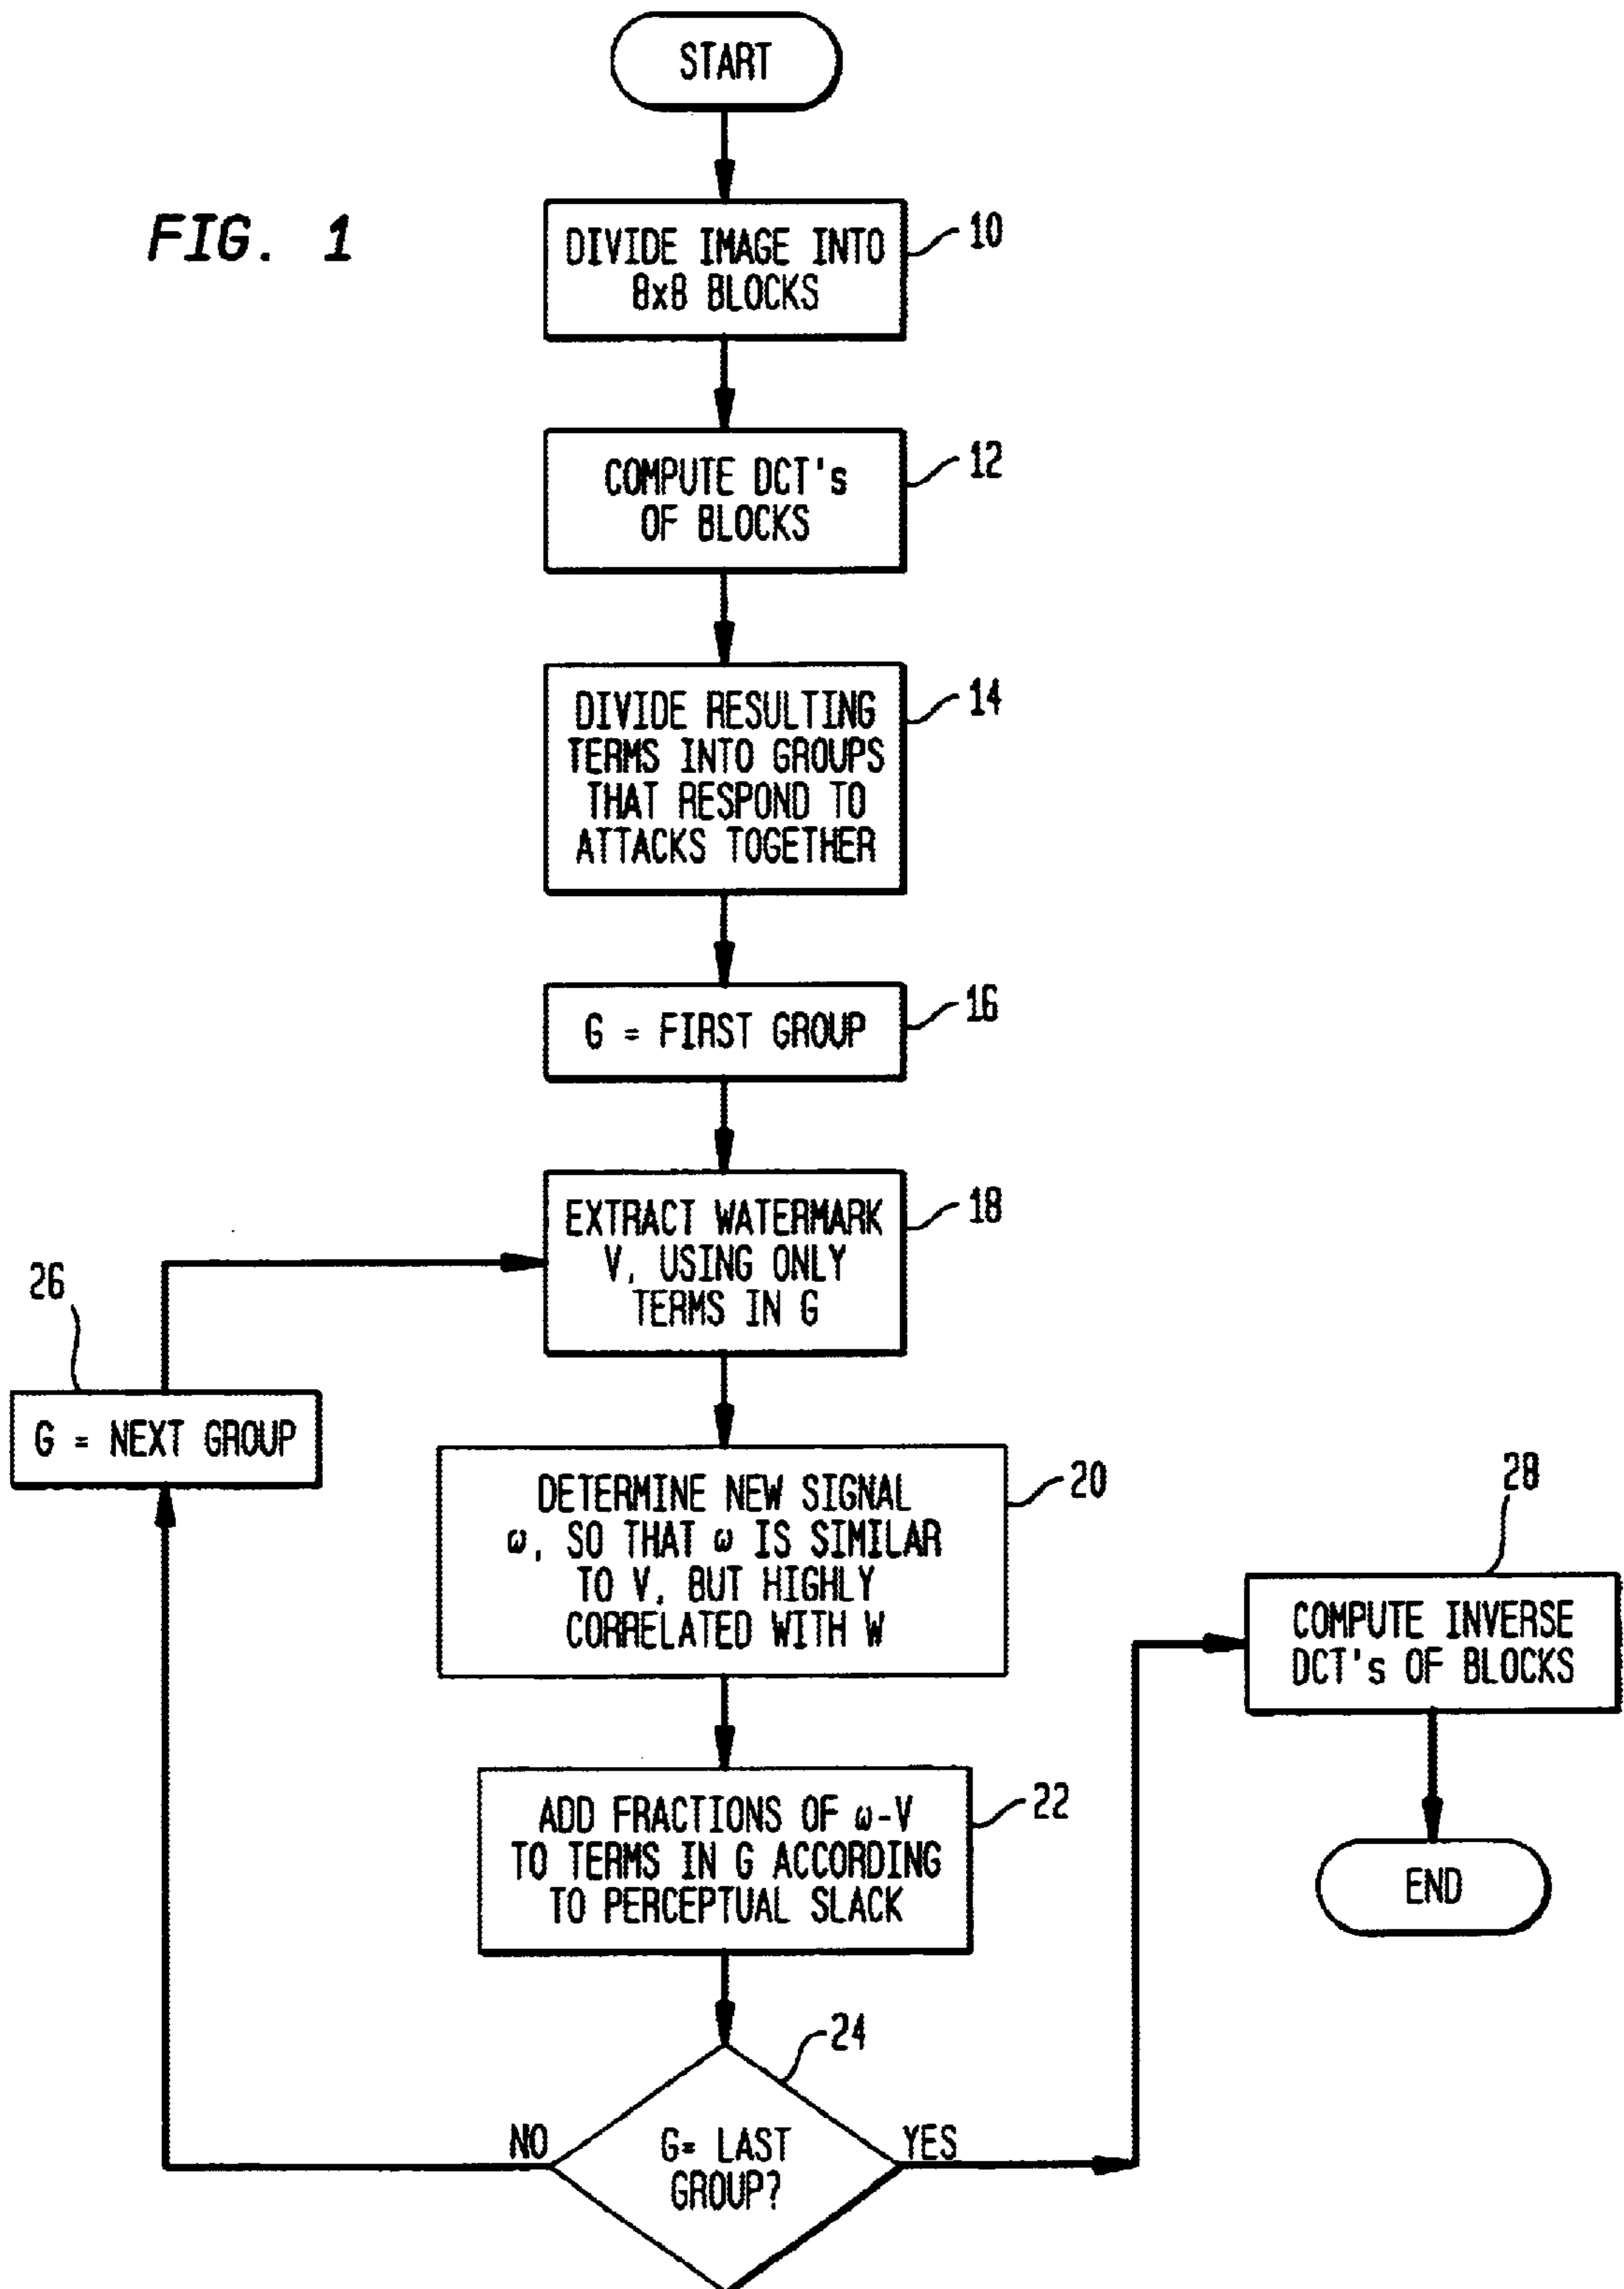 START
FIG. 1
DIVIDE IMAGE INTO
8x8 BLOCKS
10
COMPUTE DCT's
OF BLOCKS
12
DIVIDE RESULTING
TERMS INTO GROUPS
THAT RESPOND TO
ATTACKS TOGETHER
14
G = FIRST GROUP
16
EXTRACT WATERMARK
V, USING ONLY
TERMS IN G
18
26
G = NEXT GROUP
DETERMINE NEW SIGNAL
ω, SO THAT ω IS SIMILAR
TO V, BUT HIGHLY
CORRELATED WITH W
20
ADD FRACTIONS OF ω-V
TO TERMS IN G ACCORDING
TO PERCEPTUAL SLACK
22
24
G= LAST
GROUP?
NO
YES
28
COMPUTE INVERSE
DCT's OF BLOCKS
END